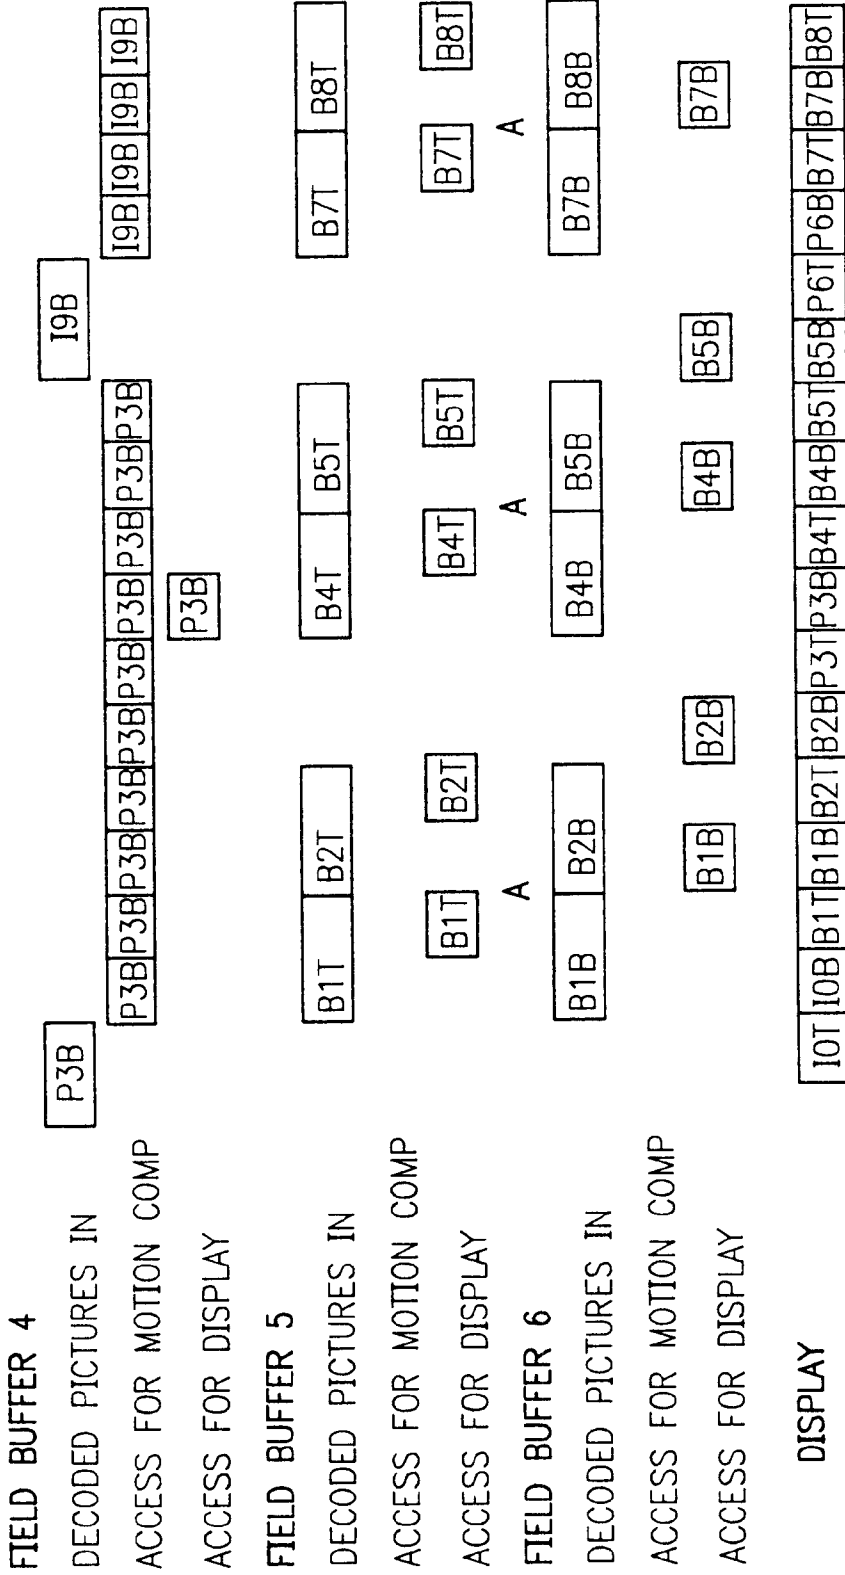 FIELD BUFFER 4
DECODED PICTURES IN P3B I9B
ACCESS FOR MOTION COMP P3B P3B P3B P3B P3B P3B P3B P3B P3B P3B I9B I9B I9B I9B
ACCESS FOR DISPLAY P3B
FIELD BUFFER 5
DECODED PICTURES IN B1T B2T B4T B5T B7T B8T
ACCESS FOR MOTION COMP
ACCESS FOR DISPLAY B1T B2T B4T B5T B7T B8T
FIELD BUFFER 6 A A A
DECODED PICTURES IN B1B B2B B4B B5B B7B B8B
ACCESS FOR MOTION COMP
ACCESS FOR DISPLAY B1B B2B B4B B5B B7B
DISPLAY I0T I0B B1T B1B B2T B2B P3T P3B B4T B4B B5T B5B P6T P6B B7T B7B B8T